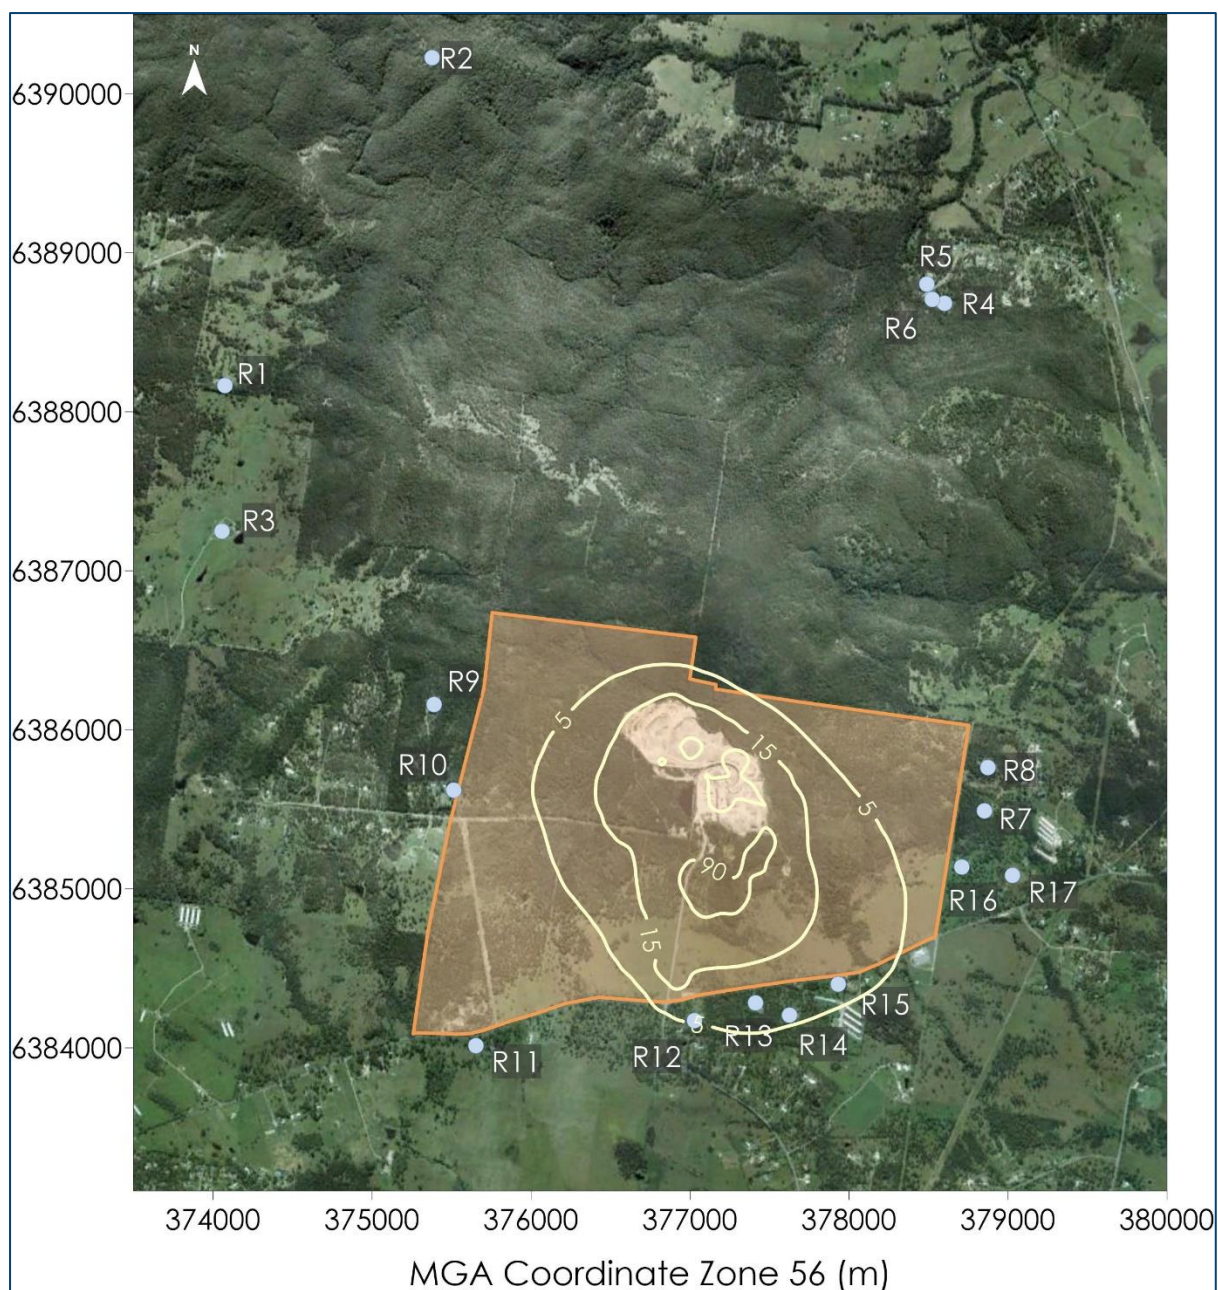 N
R2
6390000
6389000
R5
R4
R6
R1
6388000
R3
6387000
R9
5
15
6386000
R10
R8
5
R7
90
6385000
R16
R17
15
R15
5
R13
R14
R12
6384000
R11
374000 375000 376000 377000 378000 379000 380000
MGA Coordinate Zone 56 (m)